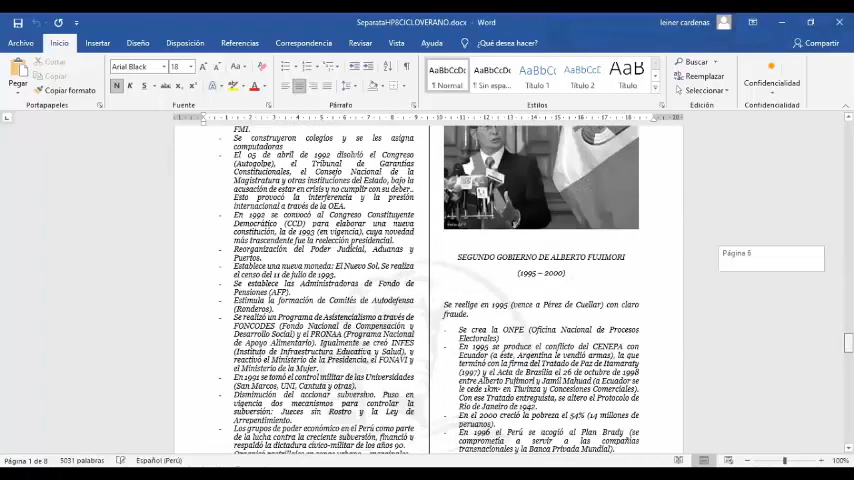 SeparataHP8CICLOVERANO.docx - Word
leiner cardenas
Archivo Inicio Insertar Diseño Disposición Referencias Correspondencia Revisar Vista Ayuda ¿Qué desea hacer? Compartir
Pegar
Cortar
Copiar
Copiar formato
Arial Black 18
N K S
AaBbCcDc AaBbCcDc AaBbCc AaBbCcC AaB
¶ Normal ¶ Sin espa... Título 1 Título 2 Título
Buscar
Reemplazar
Seleccionar
Confidencialidad
Portapapeles Fuente Párrafo Estilos Edición Confidencialidad
FMI.
- Se construyeron colegios y se les asigna
computadoras
- El 05 de abril de 1992 disolvió el Congreso
(Autogolpe), el Tribunal de Garantías
Constitucionales, el Consejo Nacional de la
Magistratura y otras instituciones del Estado, bajo la
acusación de estar en crisis y no cumplir con su deber..
Esto provocó la interferencia y la presión
internacional a través de la OEA.
- En 1992 se convocó al Congreso Constituyente
Democrático (CCD) para elaborar una nueva
constitución, la de 1993 (en vigencia), cuya novedad
más trascendente fue la reelección presidencial.
- Reorganización del Poder Judicial, Aduanas y
Puertos.
- Establece una nueva moneda: El Nuevo Sol. Se realiza
el censo del 11 de julio de 1993.
- Se establece las Administradoras de Fondo de
Pensiones (AFP).
- Estimula la formación de Comités de Autodefensa
(Ronderos).
- Se realizó un Programa de Asistencialismo a través de
FONCODES (Fondo Nacional de Compensación y
Desarrollo Social) y el PRONAA (Programa Nacional
de Apoyo Alimentario). Igualmente se creó INFES
(Instituto de Infraestructura Educativa y Salud), y
reactivó el Ministerio de la Presidencia, el FONAVI y
el Ministerio de la Mujer.
- En 1991 se tomó el control militar de las Universidades
(San Marcos, UNI, Cantuta y otras).
- Disminución del accionar subversivo. Puso en
vigencia dos mecanismos para controlar la
subversión: Jueces sin Rostro y la Ley de
Arrepentimiento.
- Los grupos de poder económico en el Perú como parte
de la lucha contra la creciente subversión, financió y
respaldó la dictadura cívico-militar de los años 90.
SEGUNDO GOBIERNO DE ALBERTO FUJIMORI
(1995 – 2000)
Se reelige en 1995 (vence a Pérez de Cuellar) con claro
fraude.
- Se crea la ONPE (Oficina Nacional de Procesos
Electorales)
- En 1995 se produce el conflicto del CENEPA con
Ecuador (a éste, Argentina le vendió armas), la que
terminó con la firma del Tratado de Paz de Itamaraty
(1997) y el Acta de Brasilia el 26 de octubre de 1998
entre Alberto Fujimori y Jamil Mahuad (a Ecuador se
le cede 1km² en Tiwinza y Concesiones Comerciales).
Con ese Tratado entreguista, se altero el Protocolo de
Río de Janeiro de 1942.
- En el 2000 creció la pobreza el 54% (14 millones de
peruanos).
- En 1996 el Perú se acogió al Plan Brady (se
comprometía a servir a las compañías
transnacionales y la Banca Privada Mundial).
Página 6
Página 1 de 8 5031 palabras Español (Perú) 100%